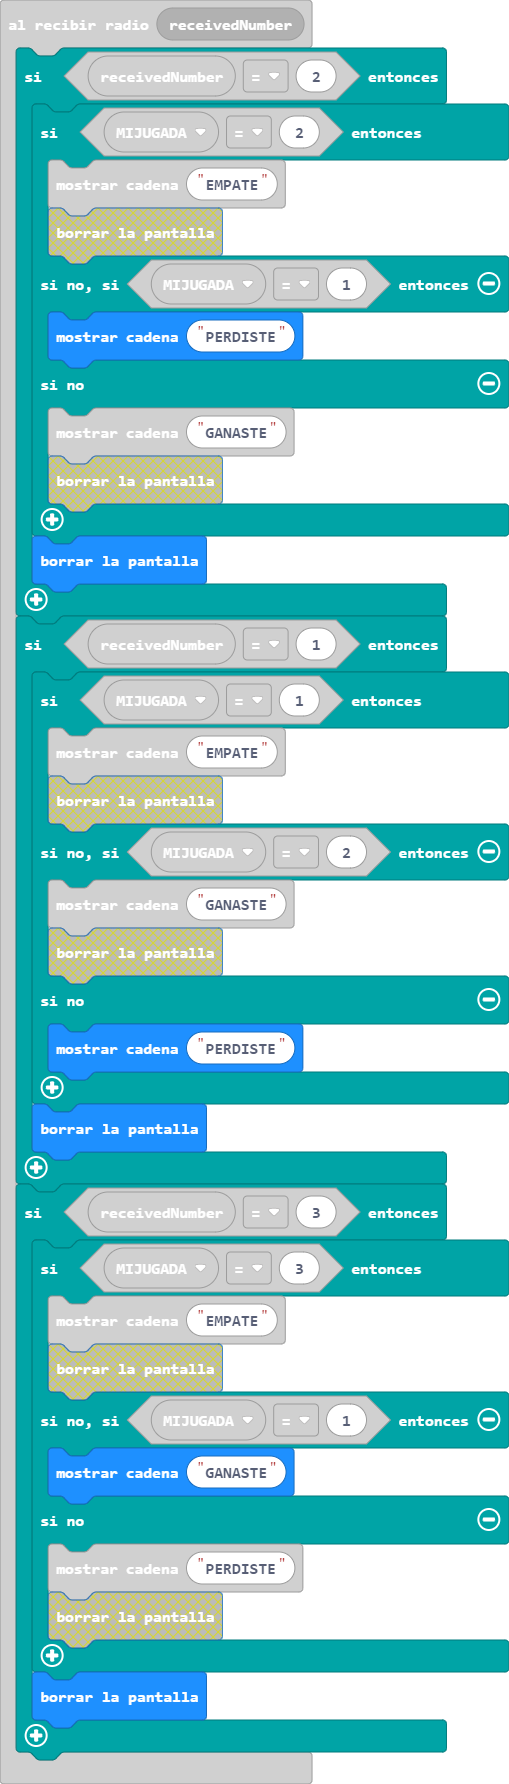 al recibir radio receivedNumber
si receivedNumber = 2 entonces
si MIJUGADA = 2 entonces
mostrar cadena "EMPATE"
borrar la pantalla
si no, si MIJUGADA = 1 entonces
mostrar cadena "PERDISTE"
si no
mostrar cadena "GANASTE"
borrar la pantalla
borrar la pantalla
si receivedNumber = 1 entonces
si MIJUGADA = 1 entonces
mostrar cadena "EMPATE"
borrar la pantalla
si no, si MIJUGADA = 2 entonces
mostrar cadena "GANASTE"
borrar la pantalla
si no
mostrar cadena "PERDISTE"
borrar la pantalla
si receivedNumber = 3 entonces
si MIJUGADA = 3 entonces
mostrar cadena "EMPATE"
borrar la pantalla
si no, si MIJUGADA = 1 entonces
mostrar cadena "GANASTE"
si no
mostrar cadena "PERDISTE"
borrar la pantalla
borrar la pantalla